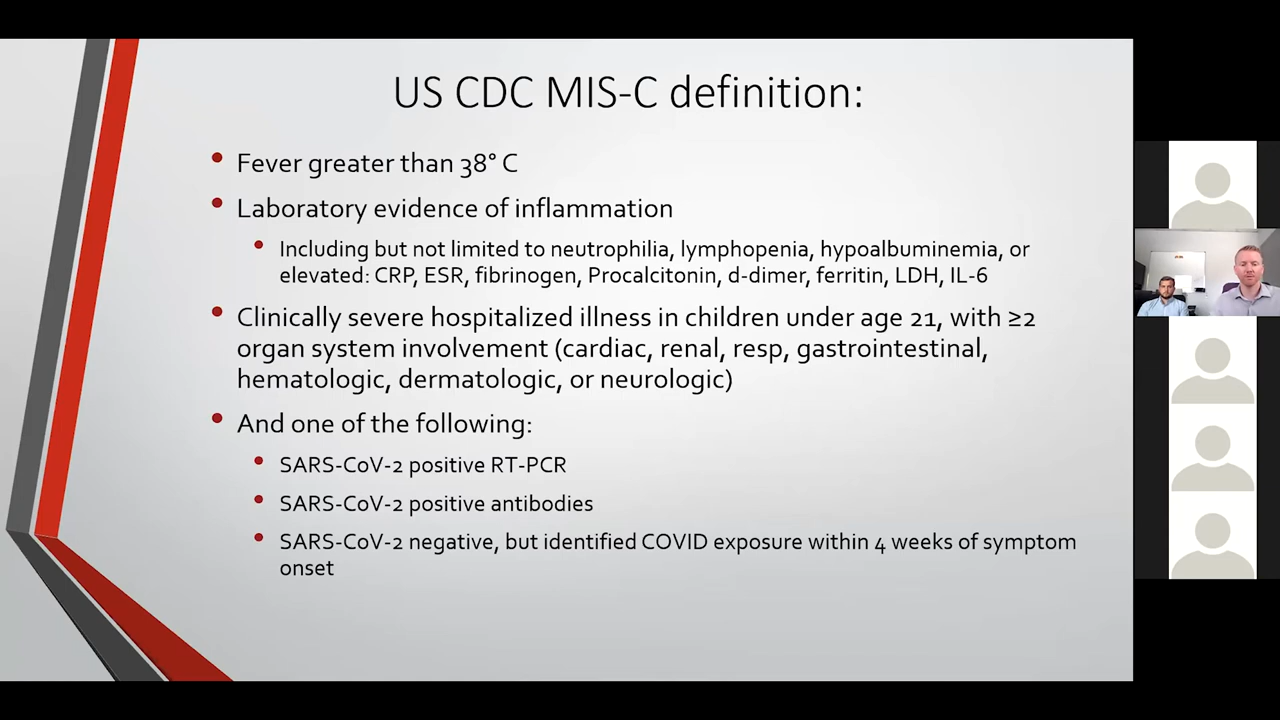 US CDC MIS-C definition:
Fever greater than 38° C
Laboratory evidence of inflammation
Including but not limited to neutrophilia, lymphopenia, hypoalbuminemia, or
elevated: CRP, ESR, fibrinogen, Procalcitonin, d-dimer, ferritin, LDH, IL-6
Clinically severe hospitalized illness in children under age 21, with ≥2
organ system involvement (cardiac, renal, resp, gastrointestinal,
hematologic, dermatologic, or neurologic)
And one of the following:
SARS-CoV-2 positive RT-PCR
SARS-CoV-2 positive antibodies
SARS-CoV-2 negative, but identified COVID exposure within 4 weeks of symptom
onset